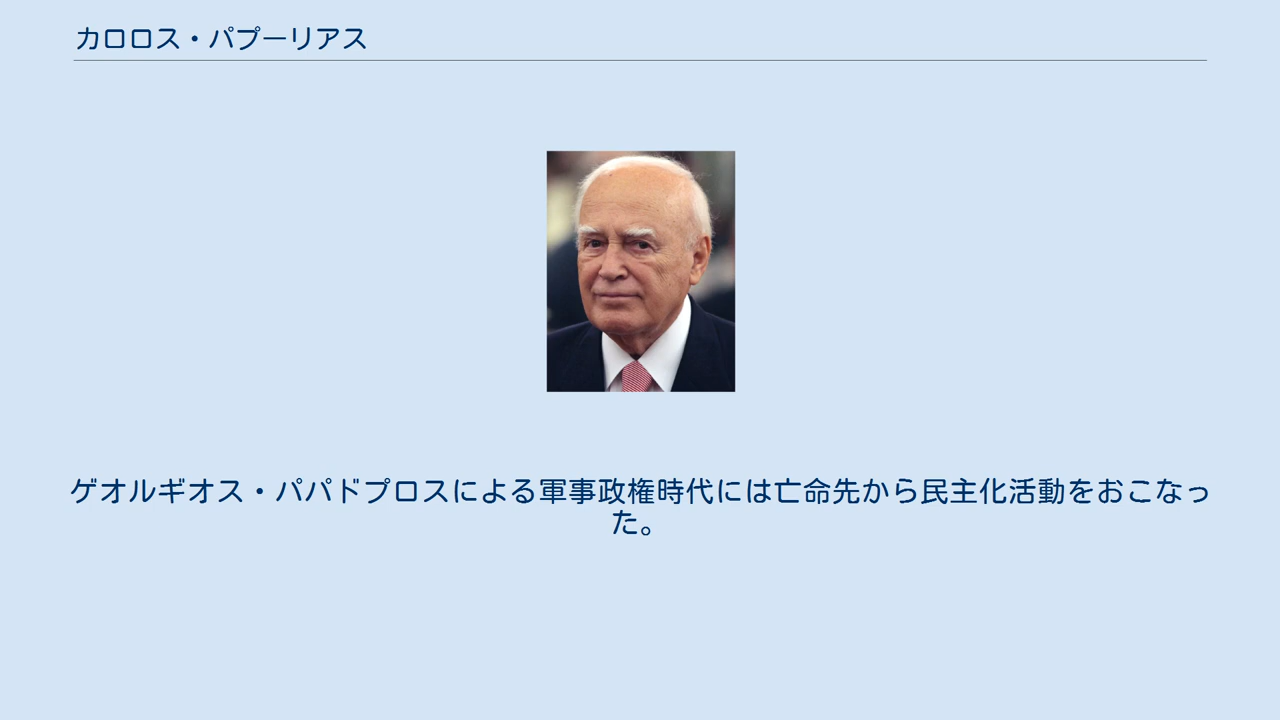 カロロス・パプーリアス
ゲオルギオス・パパドプロスによる軍事政権時代には亡命先から民主化活動をおこなっ
た。